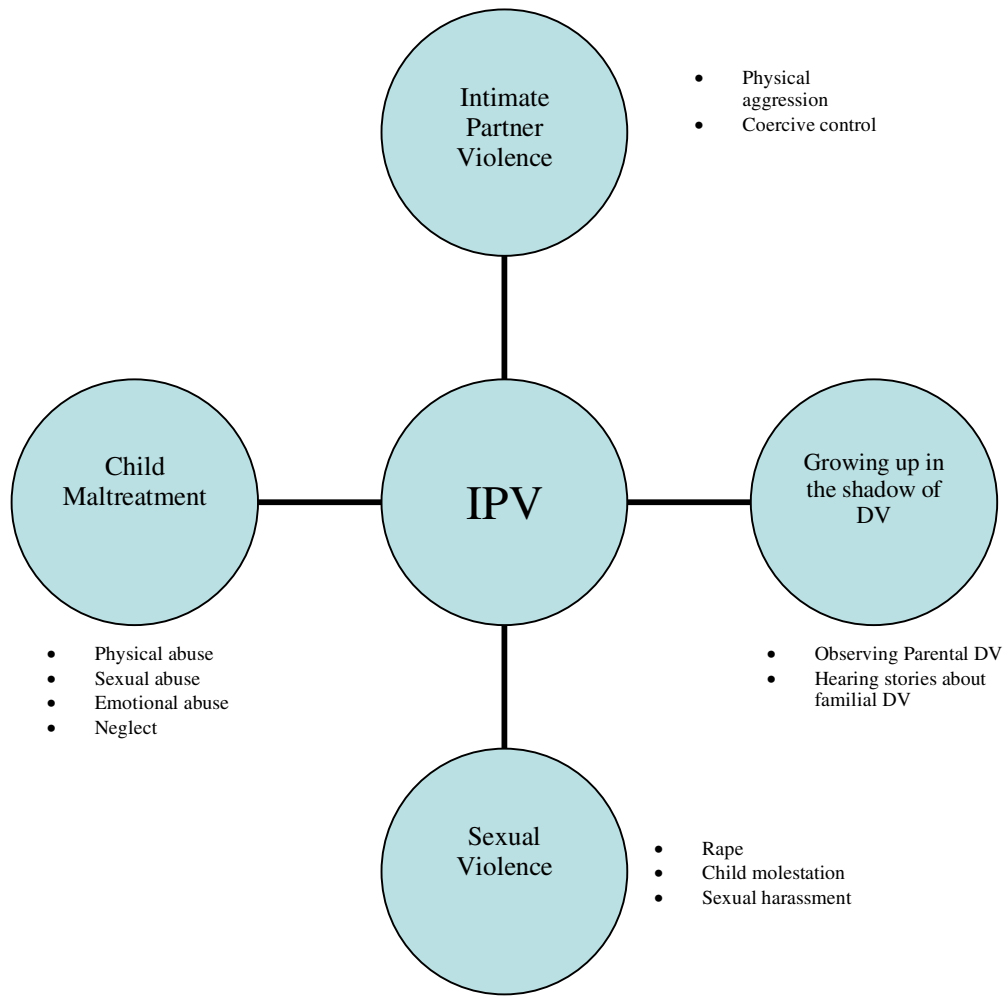 Intimate
Partner
Violence
• Physical
aggression
• Coercive control
Child
Maltreatment
IPV
Growing up in
the shadow of
DV
• Physical abuse
• Sexual abuse
• Emotional abuse
• Neglect
• Observing Parental DV
• Hearing stories about
familial DV
Sexual
Violence
• Rape
• Child molestation
• Sexual harassment